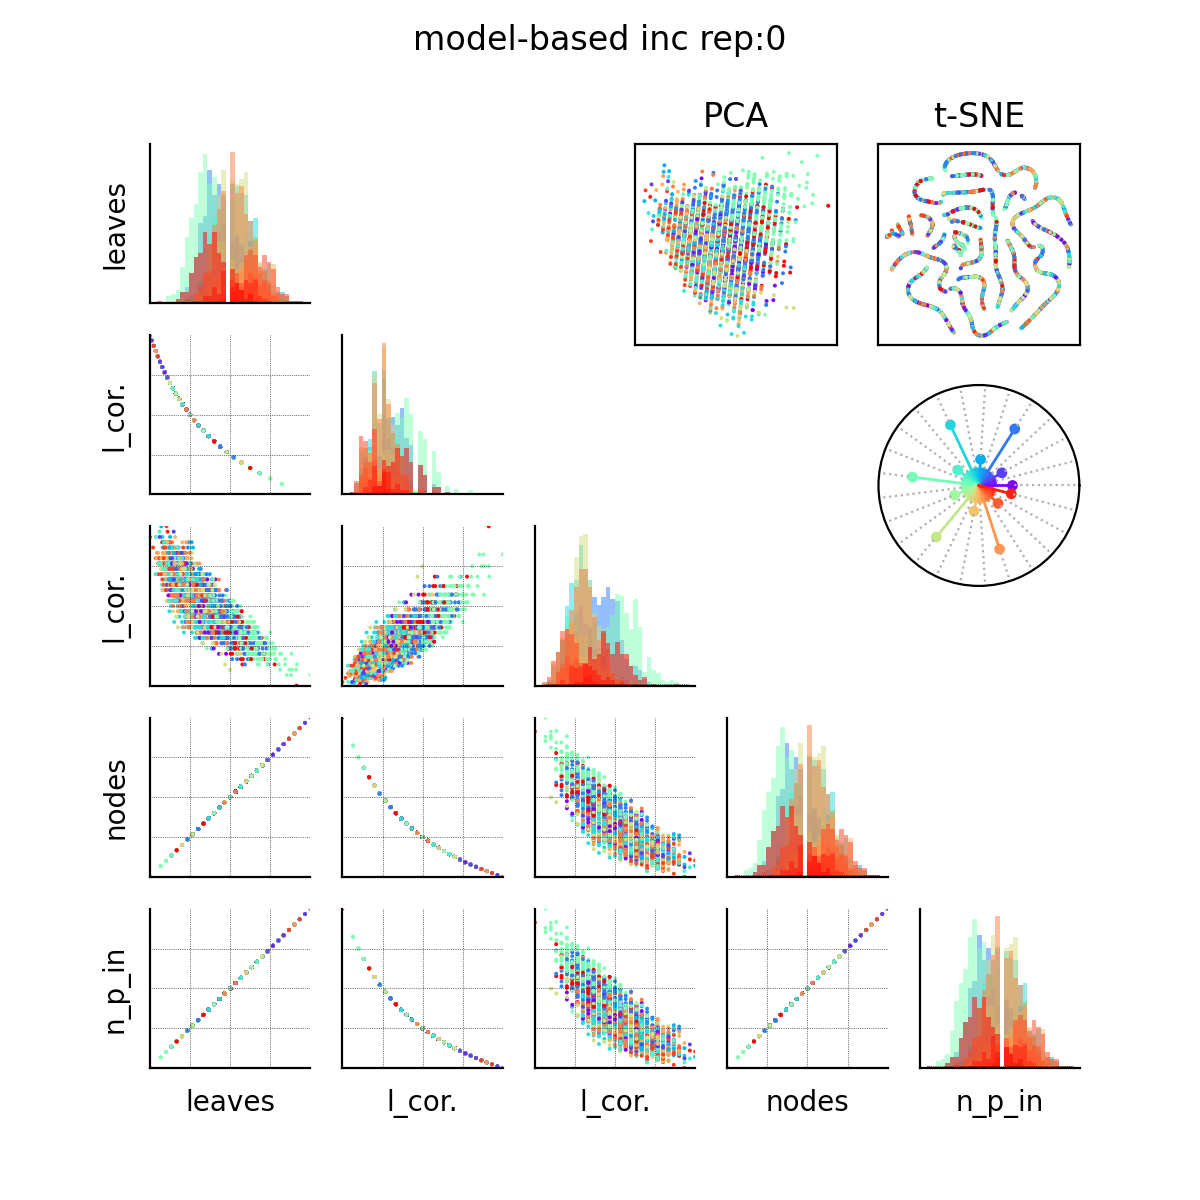 model-based inc rep:0
PCA
t-SNE
leaves
l_cor.
l_cor.
nodes
n_p_in
leaves
l_cor.
l_cor.
nodes
n_p_in